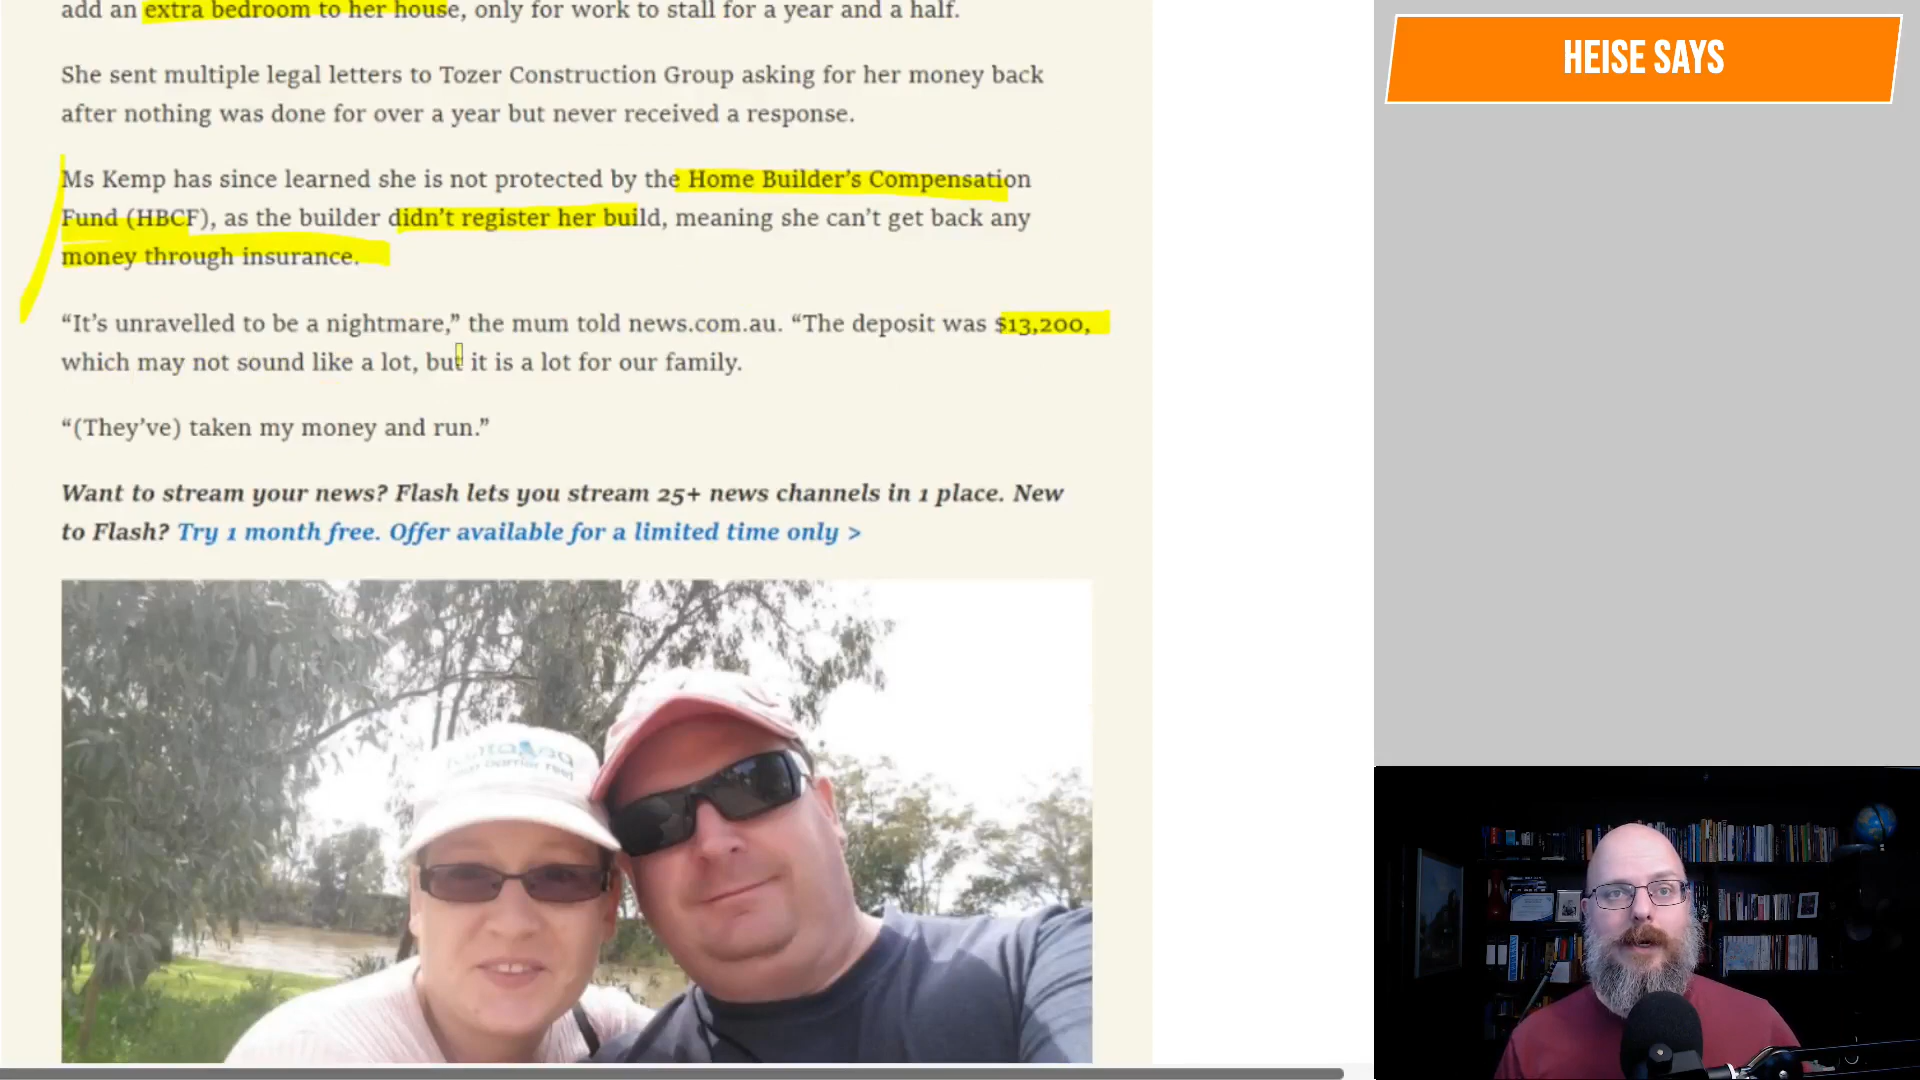 add an extra bedroom to her house, only for work to stall for a year and a half.
She sent multiple legal letters to Tozer Construction Group asking for her money back
after nothing was done for over a year but never received a response.
Ms Kemp has since learned she is not protected by the Home Builder’s Compensation
Fund (HBCF), as the builder didn’t register her build, meaning she can’t get back any
money through insurance.
“It’s unravelled to be a nightmare,” the mum told news.com.au. “The deposit was $13,200,
which may not sound like a lot, but it is a lot for our family.
“(They’ve) taken my money and run.”
Want to stream your news? Flash lets you stream 25+ news channels in 1 place. New
to Flash? Try 1 month free. Offer available for a limited time only >
HEISE SAYS